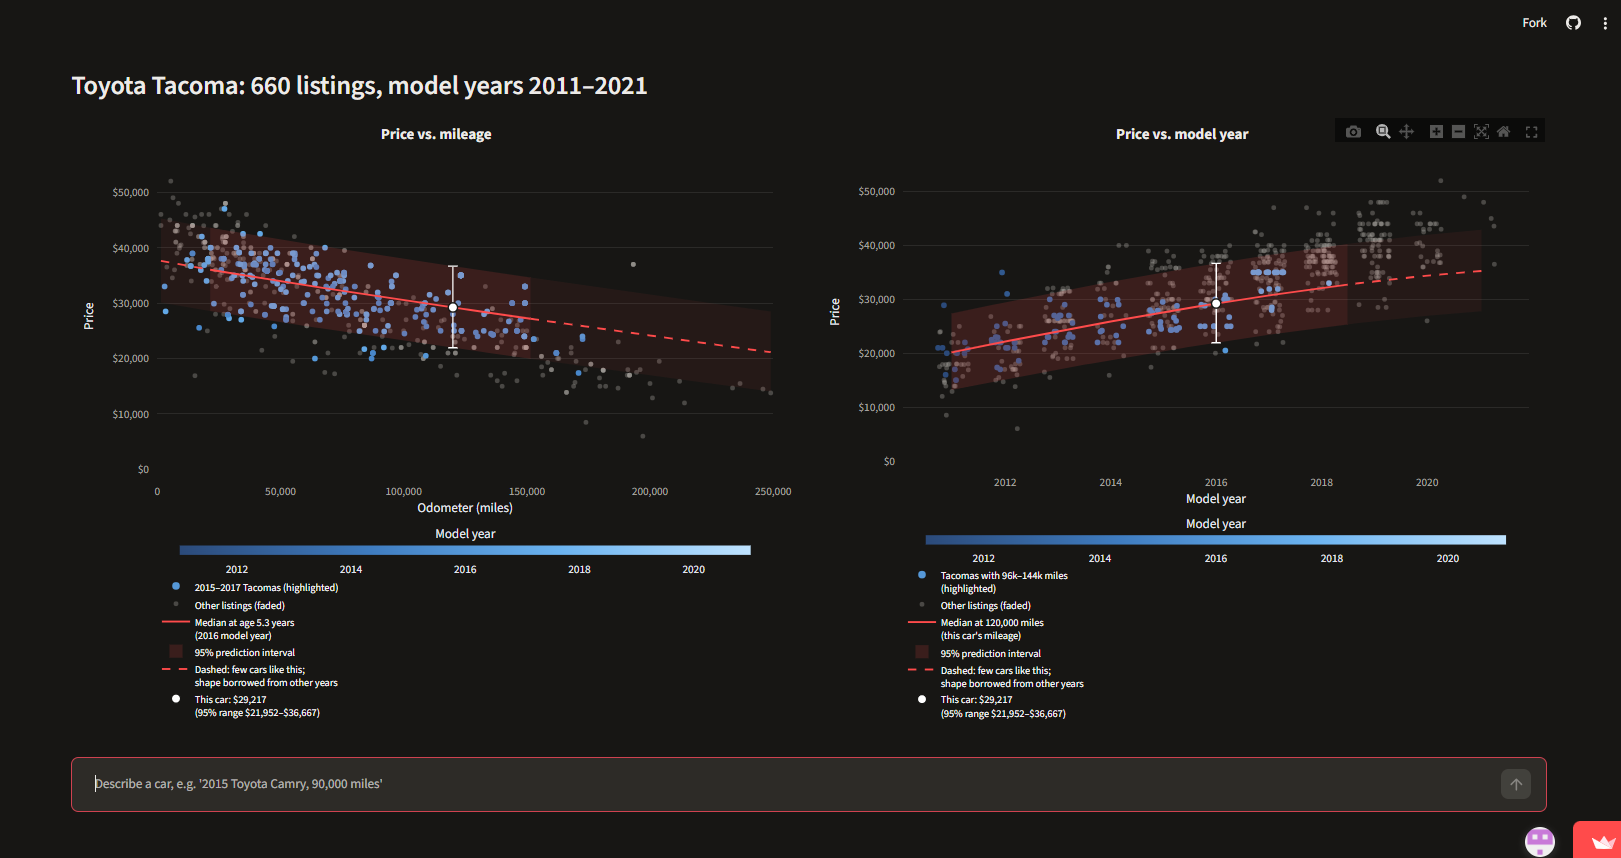 Fork
Toyota Tacoma: 660 listings, model years 2011–2021
Price vs. mileage
$50,000
$40,000
$30,000
$20,000
$10,000
$0
Price
0
50,000
100,000
150,000
200,000
250,000
Odometer (miles)
Model year
2012
2014
2016
2018
2020
2015–2017 Tacomas (highlighted)
Other listings (faded)
Median at age 5.3 years
(2016 model year)
95% prediction interval
Dashed: few cars like this;
shape borrowed from other years
This car: $29,217
(95% range $21,952–$36,667)
Price vs. model year
$50,000
$40,000
$30,000
$20,000
$10,000
$0
Price
2012
2014
2016
2018
2020
Model year
Model year
2012
2014
2016
2018
2020
Tacomas with 96k–144k miles
(highlighted)
Other listings (faded)
Median at 120,000 miles
(this car's mileage)
95% prediction interval
Dashed: few cars like this;
shape borrowed from other years
This car: $29,217
(95% range $21,952–$36,667)
Describe a car, e.g. '2015 Toyota Camry, 90,000 miles'